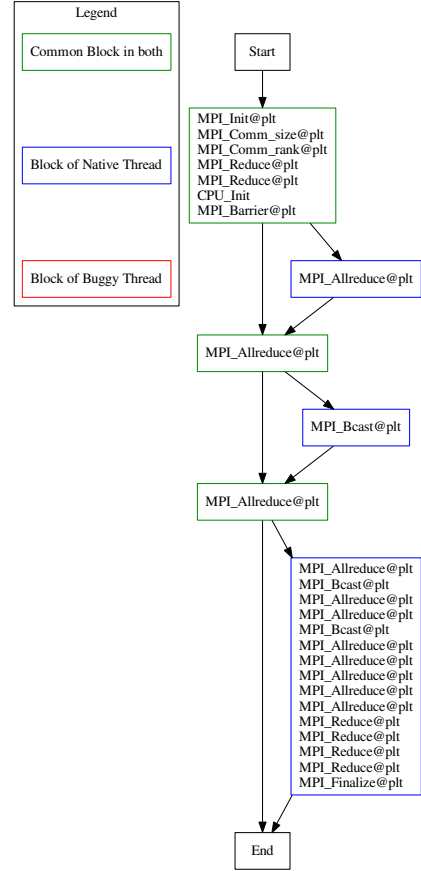 Legend
Common Block in both
Block of Native Thread
Block of Buggy Thread
Start
MPI_Init@plt
MPI_Comm_size@plt
MPI_Comm_rank@plt
MPI_Reduce@plt
MPI_Reduce@plt
CPU_Init
MPI_Barrier@plt
MPI_Allreduce@plt
MPI_Allreduce@plt
MPI_Bcast@plt
MPI_Allreduce@plt
MPI_Allreduce@plt
MPI_Bcast@plt
MPI_Allreduce@plt
MPI_Allreduce@plt
MPI_Bcast@plt
MPI_Allreduce@plt
MPI_Allreduce@plt
MPI_Allreduce@plt
MPI_Allreduce@plt
MPI_Allreduce@plt
MPI_Reduce@plt
MPI_Reduce@plt
MPI_Reduce@plt
MPI_Reduce@plt
MPI_Finalize@plt
End